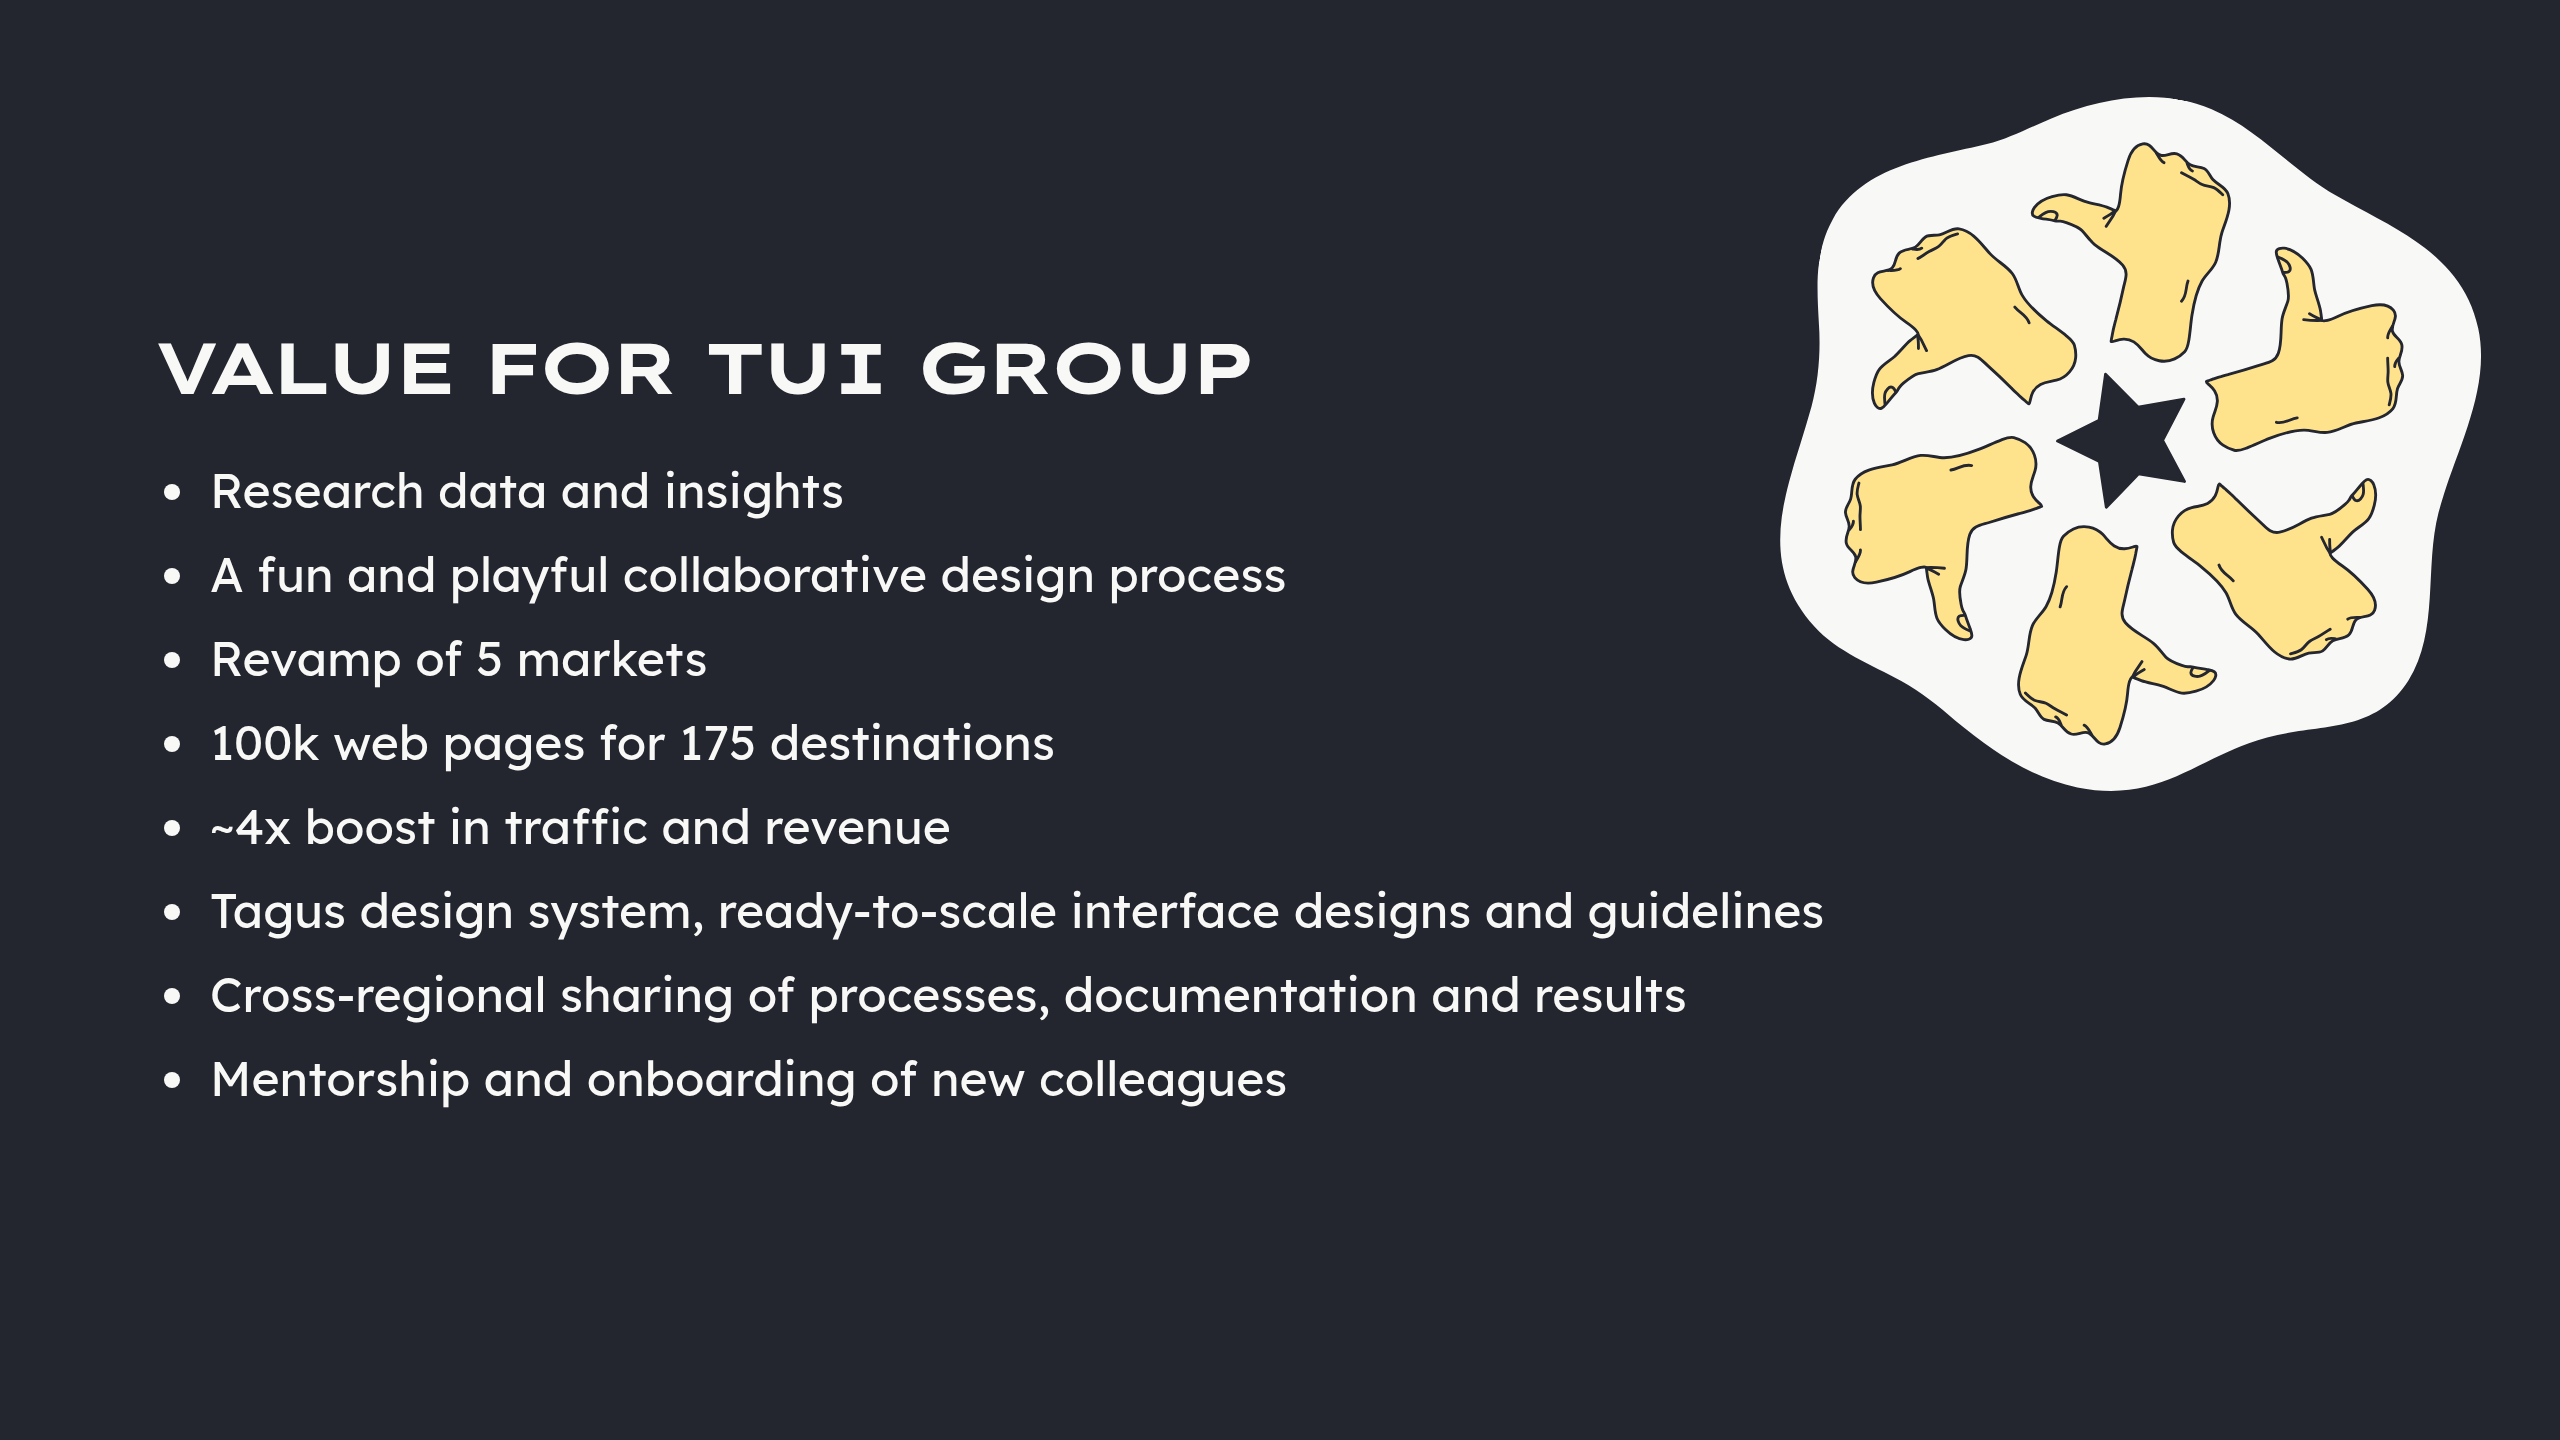 VALUE FOR TUI GROUP
• Research data and insights
• A fun and playful collaborative design process
• Revamp of 5 markets
• 100k web pages for 175 destinations
• ~4x boost in traffic and revenue
• Tagus design system, ready-to-scale interface designs and guidelines
• Cross-regional sharing of processes, documentation and results
• Mentorship and onboarding of new colleagues